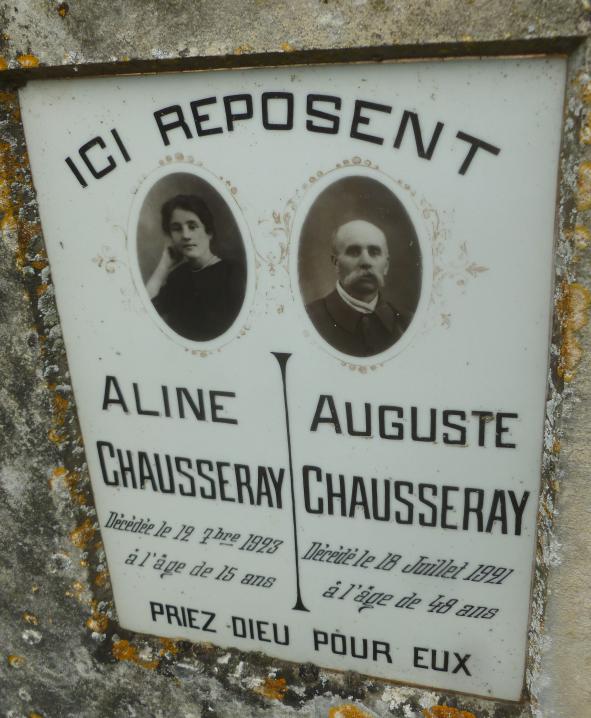 ICI REPOSENT
ALINE
CHAUSSERAY
Décédée le 12 7bre 1923
à l'âge de 15 ans
AUGUSTE
CHAUSSERAY
Décédé le 18 Juillet 1921
à l'âge de 48 ans
PRIEZ DIEU POUR EUX